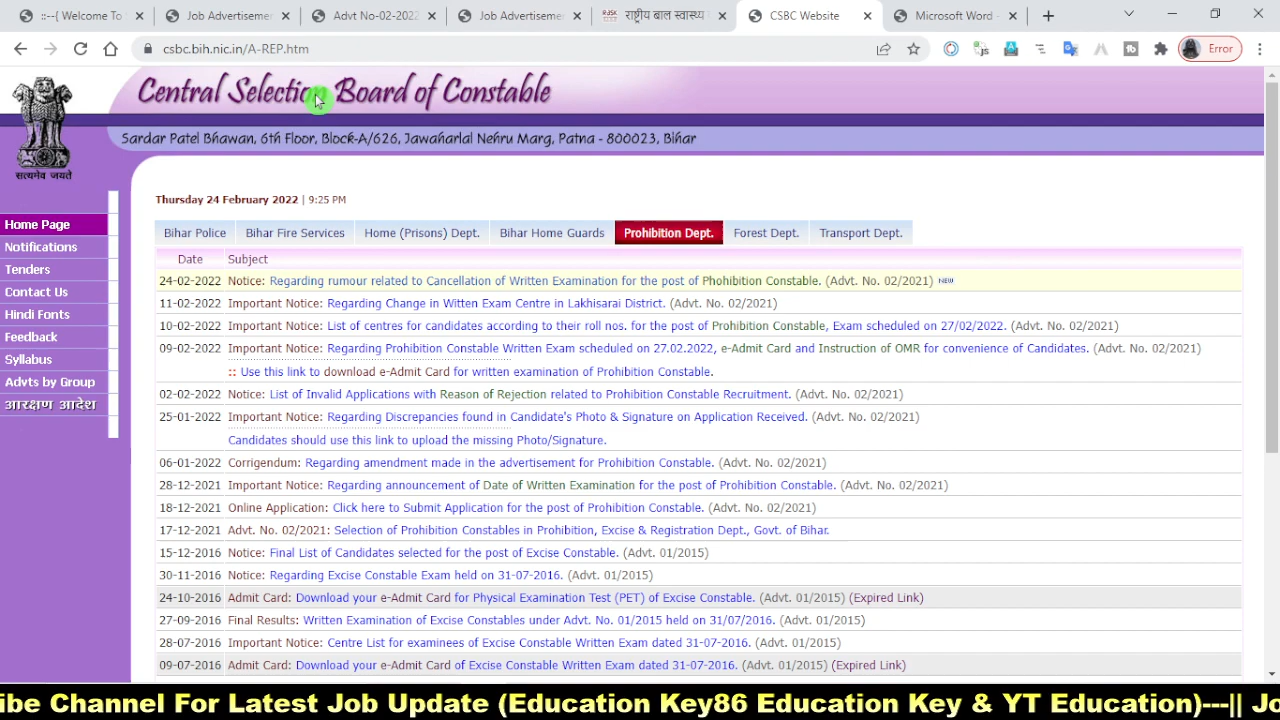 ::--{ Welcome To
Job Advertisemen
Advt No-02-2022
Job Advertisemen
राष्ट्रीय बाल स्वास्थ्य
CSBC Website
Microsoft Word -
csbc.bih.nic.in/A-REP.htm
Error
Central Selection Board of Constable
Sardar Patel Bhawan, 6th Floor, Block-A/626, Jawaharlal Nehru Marg, Patna - 800023, Bihar
सत्यमेव जयते
Thursday 24 February 2022 | 9:25 PM
Home Page
Notifications
Tenders
Contact Us
Hindi Fonts
Feedback
Syllabus
Advts by Group
आरक्षण आदेश
Bihar Police
Bihar Fire Services
Home (Prisons) Dept.
Bihar Home Guards
Prohibition Dept.
Forest Dept.
Transport Dept.
Date Subject
24-02-2022 Notice: Regarding rumour related to Cancellation of Written Examination for the post of Phohibition Constable. (Advt. No. 02/2021) NEW
11-02-2022 Important Notice: Regarding Change in Witten Exam Centre in Lakhisarai District. (Advt. No. 02/2021)
10-02-2022 Important Notice: List of centres for candidates according to their roll nos. for the post of Prohibition Constable, Exam scheduled on 27/02/2022. (Advt. No. 02/2021)
09-02-2022 Important Notice: Regarding Prohibition Constable Written Exam scheduled on 27.02.2022, e-Admit Card and Instruction of OMR for convenience of Candidates. (Advt. No. 02/2021)
:: Use this link to download e-Admit Card for written examination of Prohibition Constable.
02-02-2022 Notice: List of Invalid Applications with Reason of Rejection related to Prohibition Constable Recruitment. (Advt. No. 02/2021)
25-01-2022 Important Notice: Regarding Discrepancies found in Candidate's Photo & Signature on Application Received. (Advt. No. 02/2021)
Candidates should use this link to upload the missing Photo/Signature.
06-01-2022 Corrigendum: Regarding amendment made in the advertisement for Prohibition Constable. (Advt. No. 02/2021)
28-12-2021 Important Notice: Regarding announcement of Date of Written Examination for the post of Prohibition Constable. (Advt. No. 02/2021)
18-12-2021 Online Application: Click here to Submit Application for the post of Prohibition Constable. (Advt. No. 02/2021)
17-12-2021 Advt. No. 02/2021: Selection of Prohibition Constables in Prohibition, Excise & Registration Dept., Govt. of Bihar.
15-12-2016 Notice: Final List of Candidates selected for the post of Excise Constable. (Advt. 01/2015)
30-11-2016 Notice: Regarding Excise Constable Exam held on 31-07-2016. (Advt. 01/2015)
24-10-2016 Admit Card: Download your e-Admit Card for Physical Examination Test (PET) of Excise Constable. (Advt. 01/2015) (Expired Link)
27-09-2016 Final Results: Written Examination of Excise Constables under Advt. No. 01/2015 held on 31/07/2016. (Advt. 01/2015)
28-07-2016 Important Notice: Centre List for examinees of Excise Constable Written Exam dated 31-07-2016. (Advt. 01/2015)
09-07-2016 Admit Card: Download your e-Admit Card of Excise Constable Written Exam dated 31-07-2016. (Advt. 01/2015) (Expired Link)
ibe Channel For Latest Job Update (Education Key86 Education Key & YT Education)---|| Jo